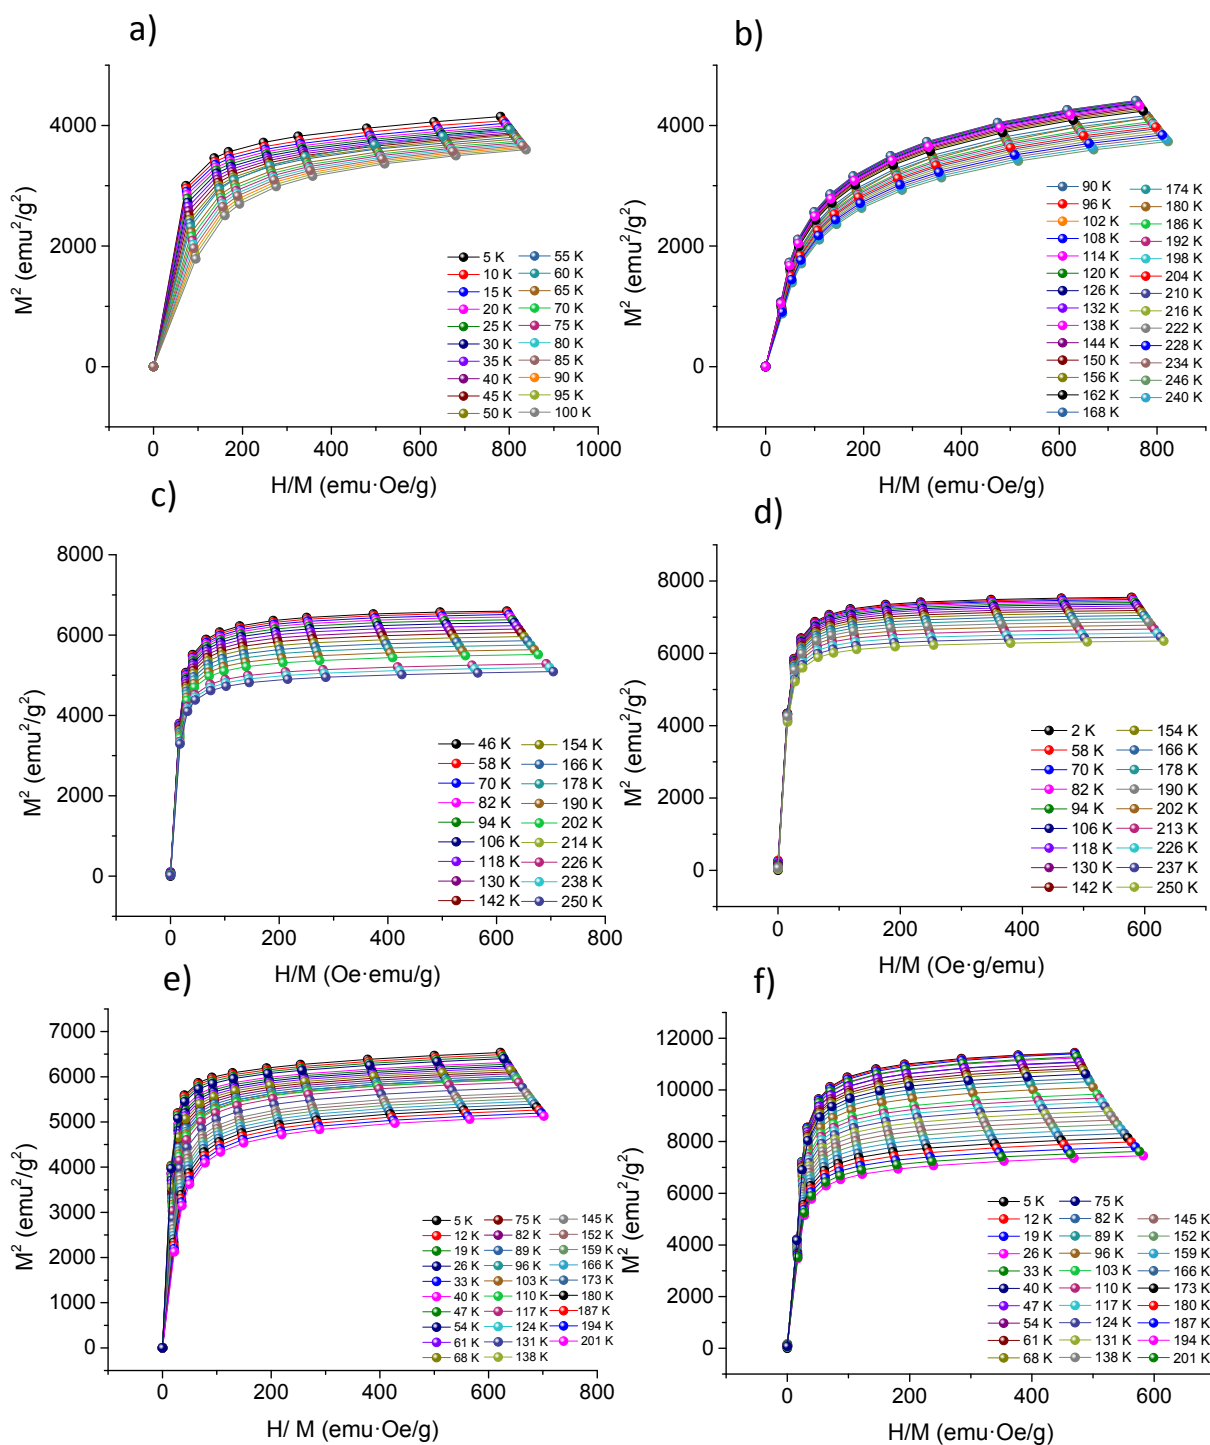 a)
M² (emu²/g²)
4000
2000
0
0 200 400 600 800 1000
H/M (emu·Oe/g)
5 K 55 K
10 K 60 K
15 K 65 K
20 K 70 K
25 K 75 K
30 K 80 K
35 K 85 K
40 K 90 K
45 K 95 K
50 K 100 K
b)
M² (emu²/g²)
4000
2000
0
0 200 400 600 800
H/M (emu·Oe/g)
90 K 174 K
96 K 180 K
102 K 186 K
108 K 192 K
114 K 198 K
120 K 204 K
126 K 210 K
132 K 216 K
138 K 222 K
144 K 228 K
150 K 234 K
156 K 246 K
162 K 240 K
168 K
c)
M² (emu²/g²)
8000
6000
4000
2000
0
0 200 400 600 800
H/M (Oe·emu/g)
46 K 154 K
58 K 166 K
70 K 178 K
82 K 190 K
94 K 202 K
106 K 214 K
118 K 226 K
130 K 238 K
142 K 250 K
d)
M² (emu²/g²)
8000
6000
4000
2000
0
0 200 400 600
H/M (Oe·g/emu)
2 K 154 K
58 K 166 K
70 K 178 K
82 K 190 K
94 K 202 K
106 K 213 K
118 K 226 K
130 K 237 K
142 K 250 K
e)
M² (emu²/g²)
7000
6000
5000
4000
3000
2000
1000
0
0 200 400 600 800
H/ M (emu·Oe/g)
5 K 75 K 145 K
12 K 82 K 152 K
19 K 89 K 159 K
26 K 96 K 166 K
33 K 103 K 173 K
40 K 110 K 180 K
47 K 117 K 187 K
54 K 124 K 194 K
61 K 131 K 201 K
68 K 138 K
f)
M² (emu²/g²)
12000
10000
8000
6000
4000
2000
0
0 200 400 600
H/M (emu·Oe/g)
5 K 75 K
12 K 82 K 145 K
19 K 89 K 152 K
26 K 96 K 159 K
33 K 103 K 166 K
40 K 110 K 173 K
47 K 117 K 180 K
54 K 124 K 187 K
61 K 131 K 194 K
68 K 138 K 201 K